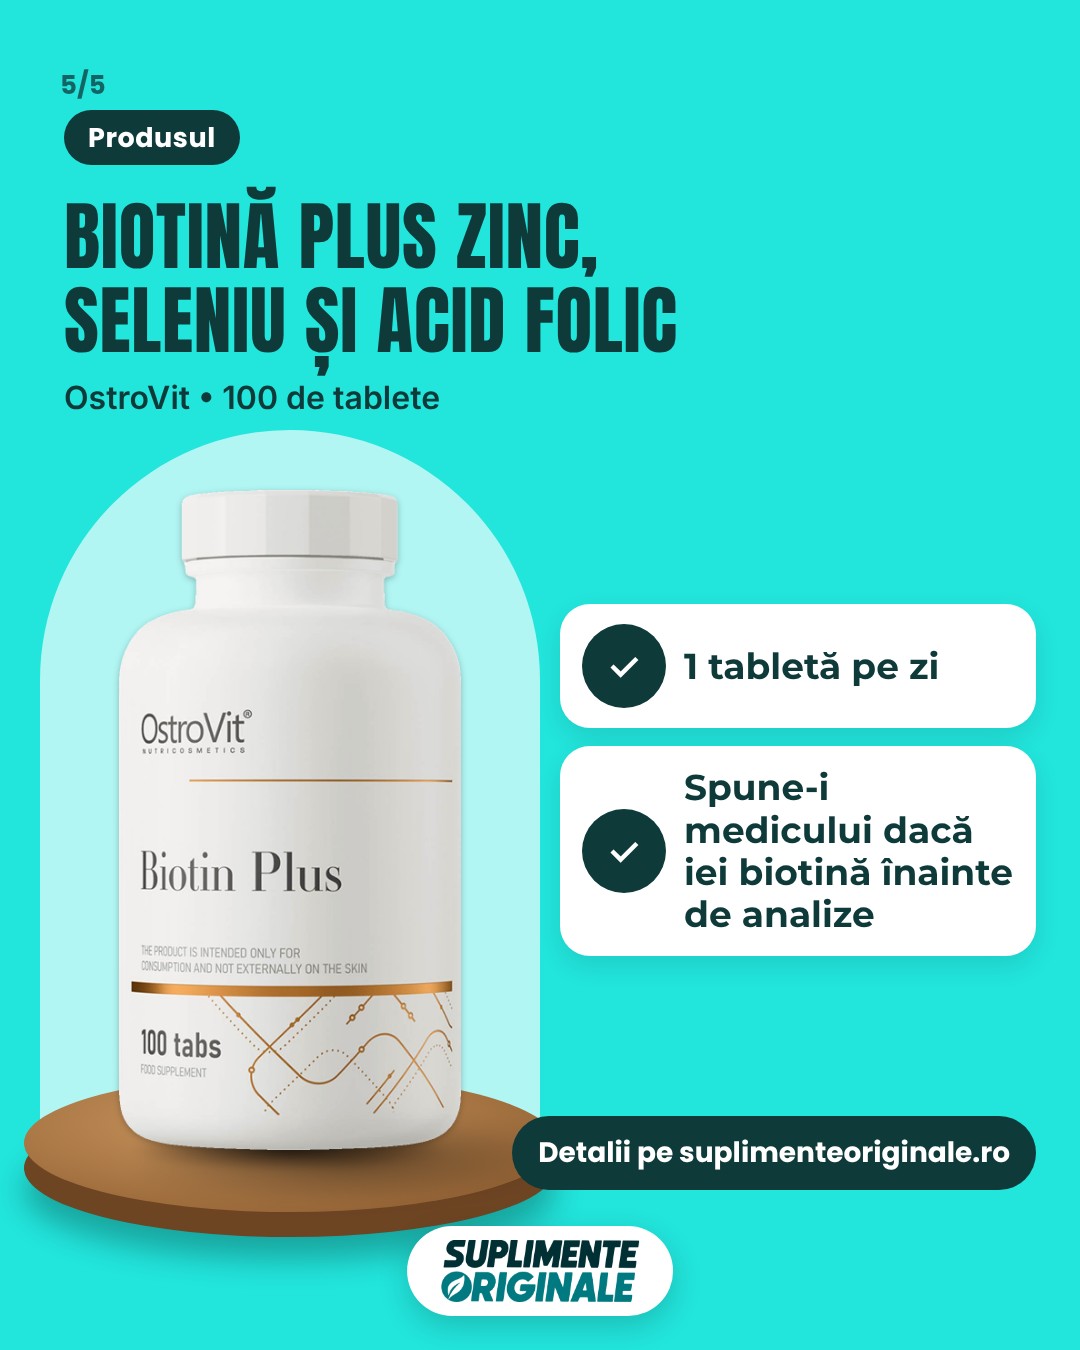 5/5
Produsul
BIOTINĂ PLUS ZINC,
SELENIU ȘI ACID FOLIC
OstroVit • 100 de tablete
OstroVit®
NUTRICOSMETICS
Biotin Plus
THE PRODUCT IS INTENDED ONLY FOR
CONSUMPTION AND NOT EXTERNALLY ON THE SKIN
100 tabs
FOOD SUPPLEMENT
1 tabletă pe zi
Spune-i
medicului dacă
iei biotină înainte
de analize
Detalii pe suplimenteoriginale.ro
SUPLIMENTE
ORIGINALE